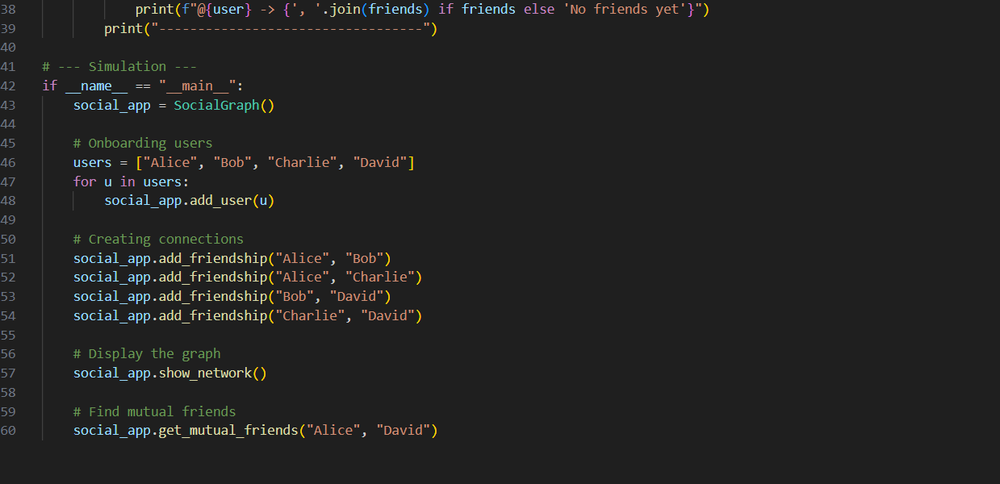 38 print(f"@{user} -> {', '.join(friends) if friends else 'No friends yet'}")
39 print("----------------------------------")
40
41 # --- Simulation ---
42 if __name__ == "__main__":
43 social_app = SocialGraph()
44
45 # Onboarding users
46 users = ["Alice", "Bob", "Charlie", "David"]
47 for u in users:
48 social_app.add_user(u)
49
50 # Creating connections
51 social_app.add_friendship("Alice", "Bob")
52 social_app.add_friendship("Alice", "Charlie")
53 social_app.add_friendship("Bob", "David")
54 social_app.add_friendship("Charlie", "David")
55
56 # Display the graph
57 social_app.show_network()
58
59 # Find mutual friends
60 social_app.get_mutual_friends("Alice", "David")